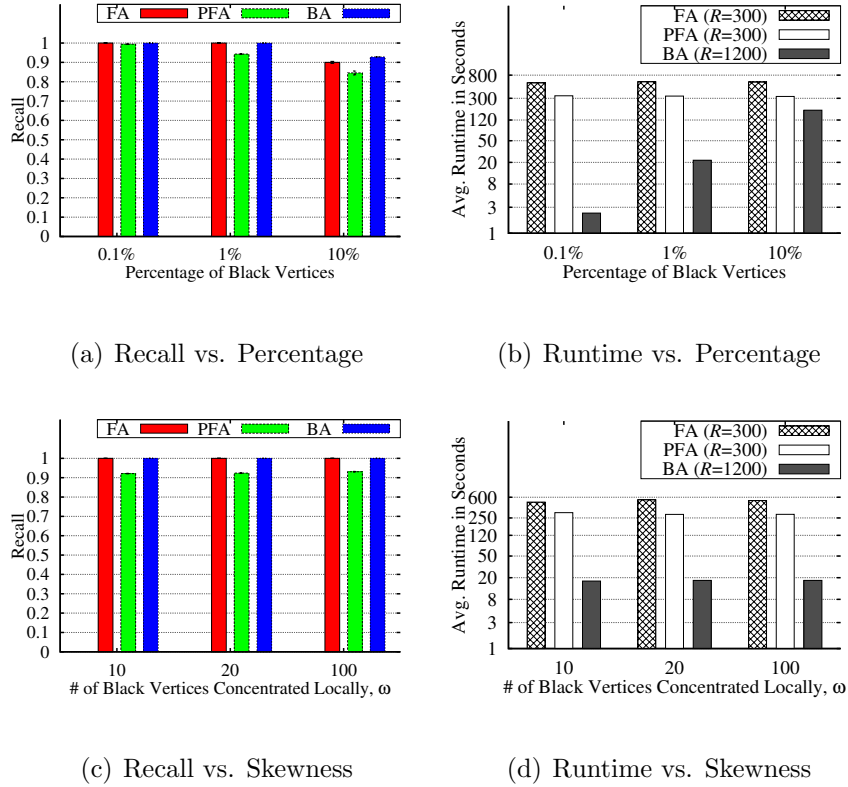 FA PFA BA
1
0.9
0.8
0.7
0.6
0.5
0.4
0.3
0.2
0.1
0
Recall
0.1% 1% 10%
Percentage of Black Vertices
(a) Recall vs. Percentage
FA (R=300)
PFA (R=300)
BA (R=1200)
800
300
120
50
20
8
3
1
Avg. Runtime in Seconds
0.1% 1% 10%
Percentage of Black Vertices
(b) Runtime vs. Percentage
FA PFA BA
1
0.9
0.8
0.7
0.6
0.5
0.4
0.3
0.2
0.1
0
Recall
10 20 100
# of Black Vertices Concentrated Locally, ω
(c) Recall vs. Skewness
FA (R=300)
PFA (R=300)
BA (R=1200)
600
250
120
50
20
8
3
1
Avg. Runtime in Seconds
10 20 100
# of Black Vertices Concentrated Locally, ω
(d) Runtime vs. Skewness